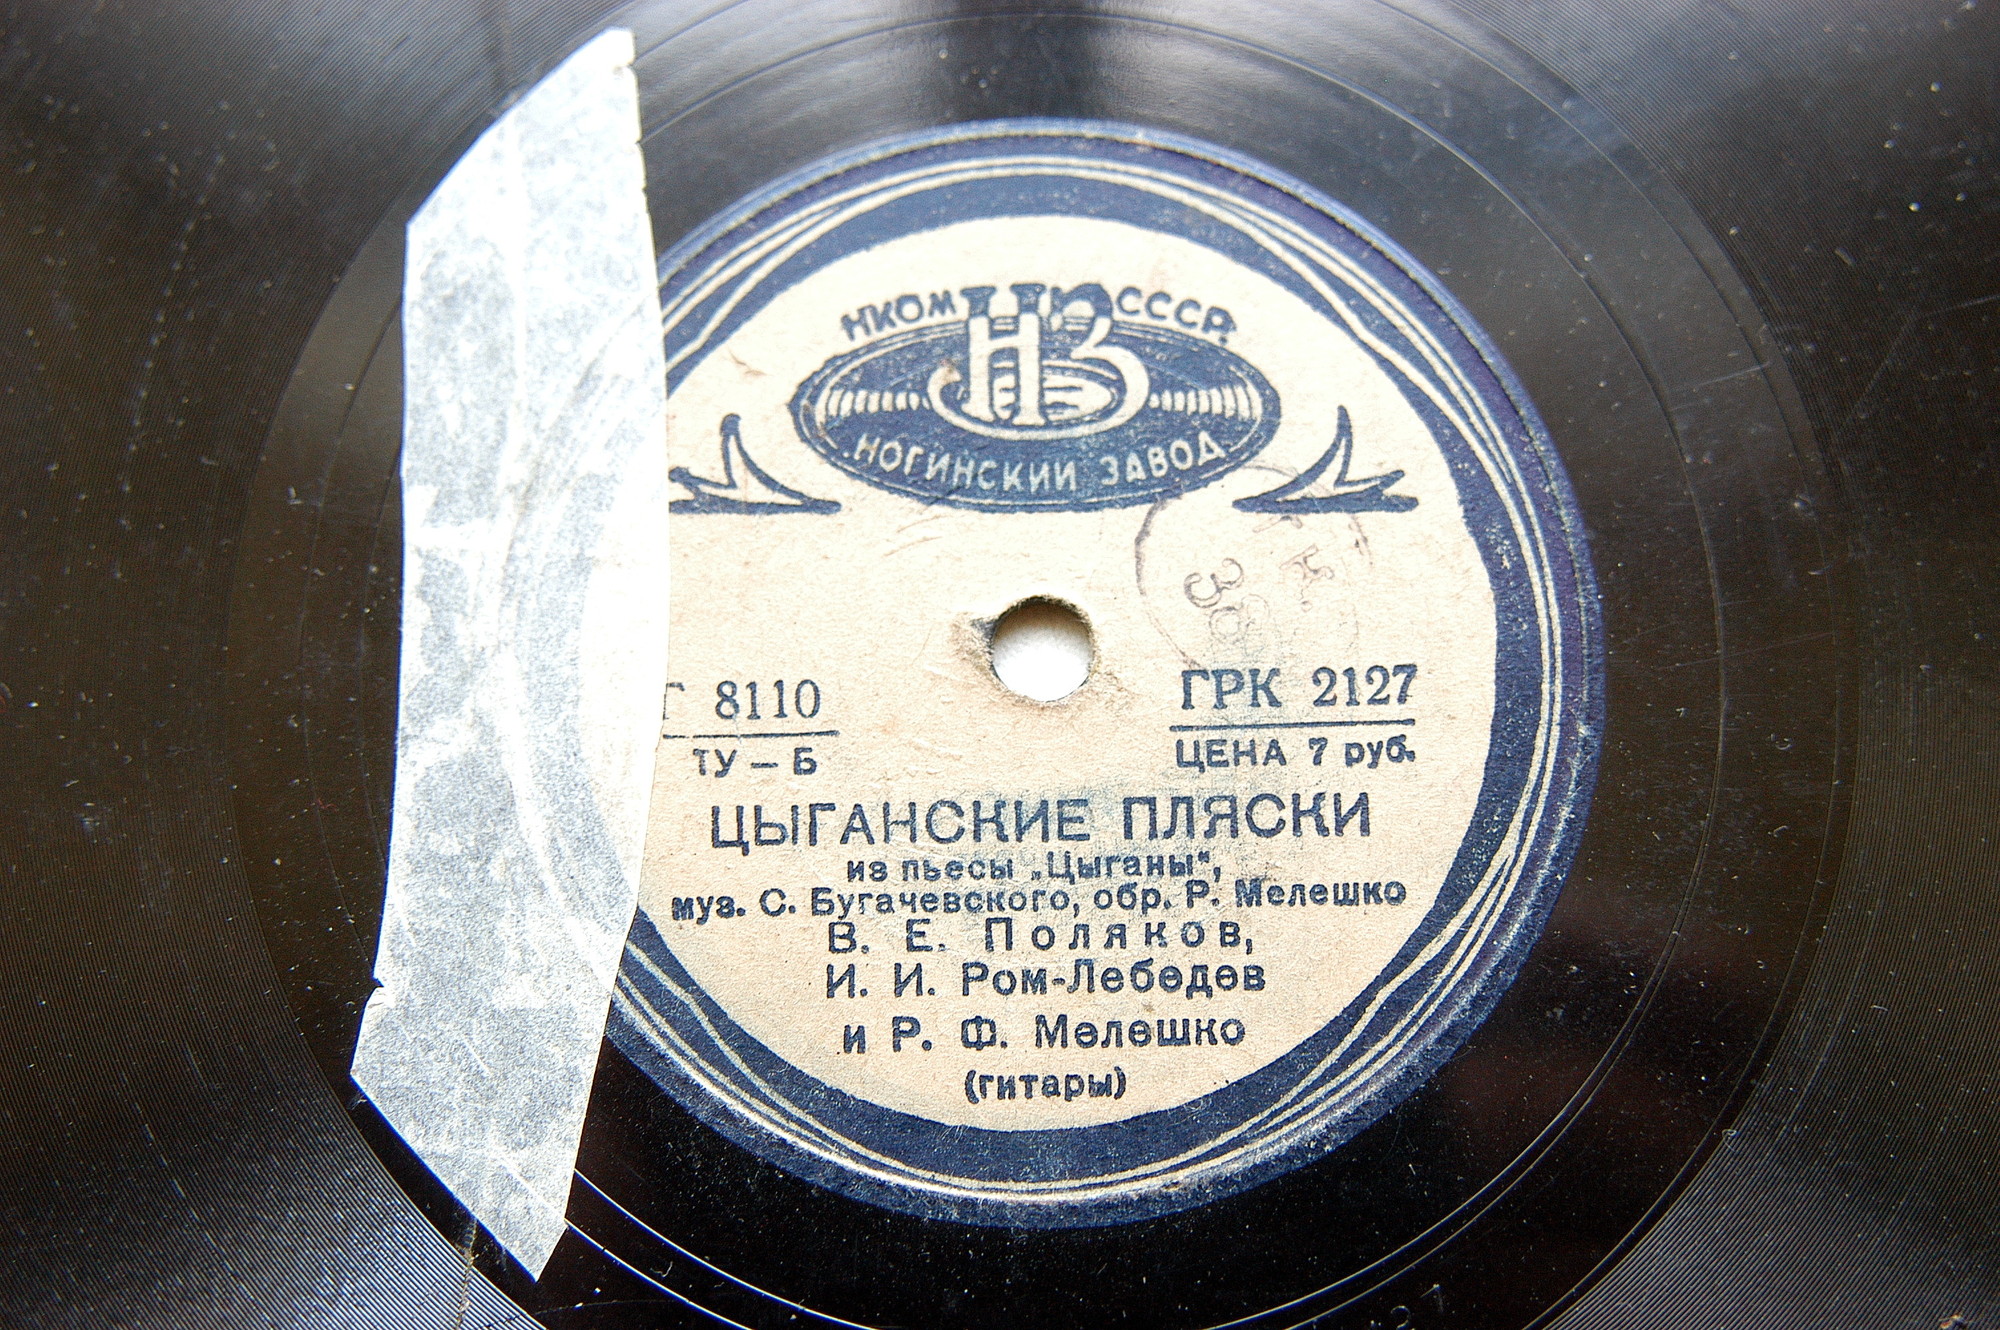 НКОМ СССР
НЗ
НОГИНСКИЙ ЗАВОД
Г 8110
ГРК 2127
ТУ — Б
ЦЕНА 7 руб.
ЦЫГАНСКИЕ ПЛЯСКИ
из пьесы „Цыганы“,
муз. С. Бугачевского, обр. Р. Мелешко
В. Е. Поляков,
И. И. Ром-Лебедев
и Р. Ф. Мелешко
(гитары)